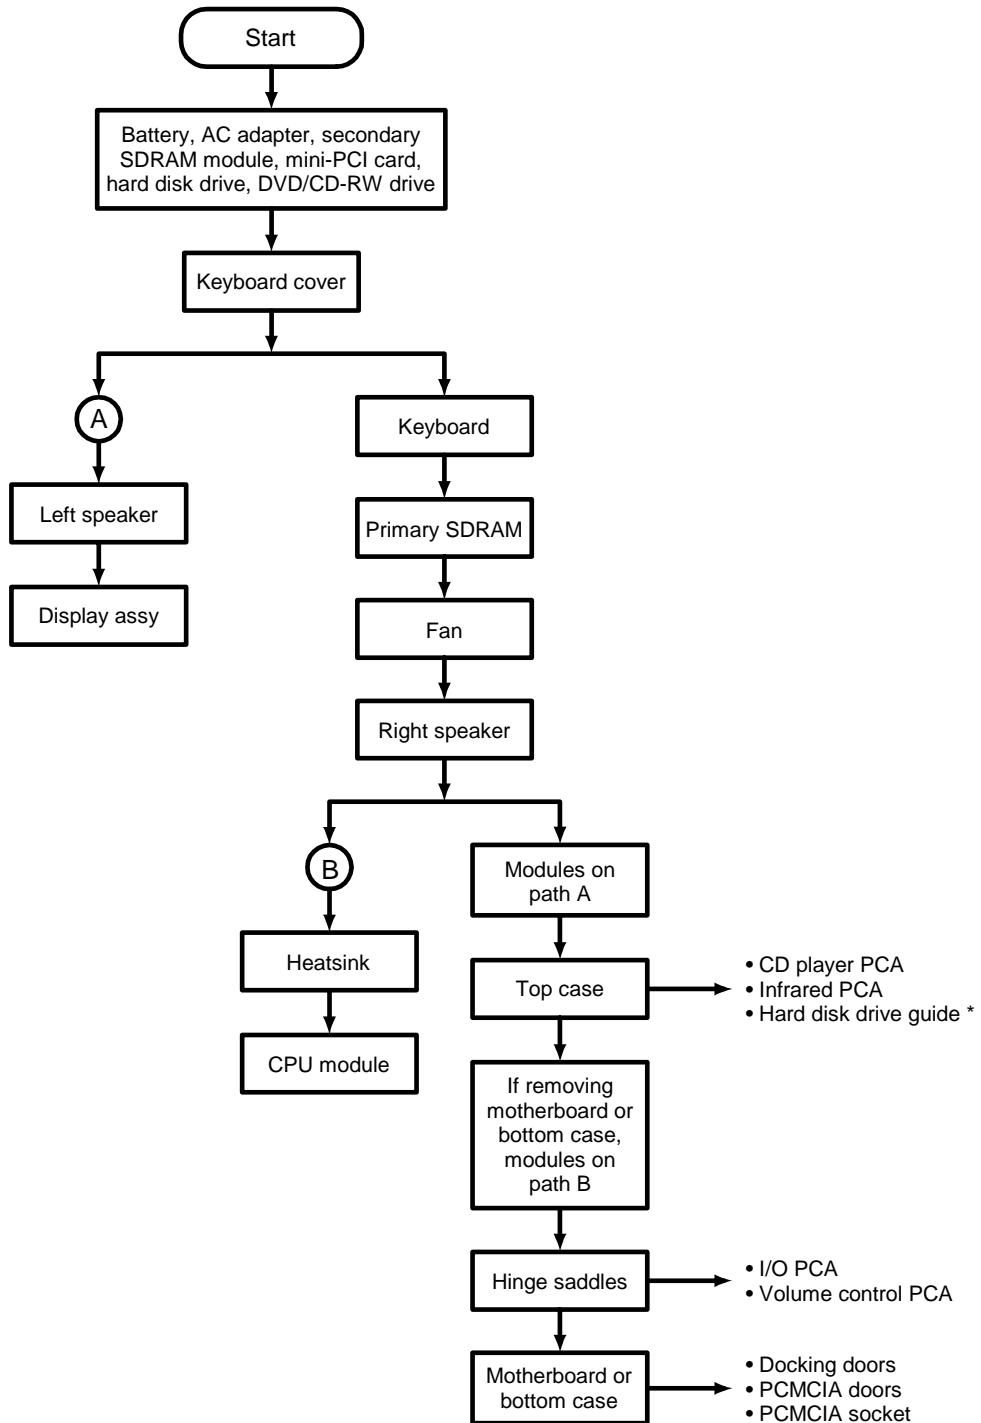 Start
Battery, AC adapter, secondary
SDRAM module, mini-PCI card,
hard disk drive, DVD/CD-RW drive
Keyboard cover
A
Left speaker
Display assy
Keyboard
Primary SDRAM
Fan
Right speaker
B
Heatsink
CPU module
Modules on
path A
Top case
• CD player PCA
• Infrared PCA
• Hard disk drive guide *
If removing
motherboard or
bottom case,
modules on
path B
Hinge saddles
• I/O PCA
• Volume control PCA
Motherboard or
bottom case
• Docking doors
• PCMCIA doors
• PCMCIA socket